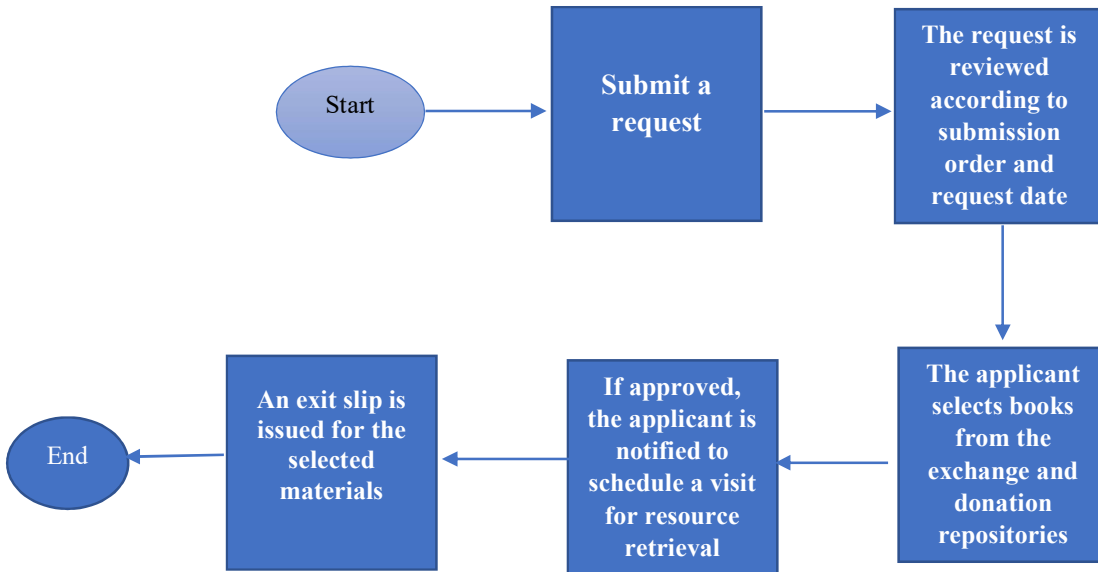 Start
Submit a
request
The request is
reviewed
according to
submission
order and
request date
The applicant
selects books
from the
exchange and
donation
repositories
If approved,
the applicant is
notified to
schedule a visit
for resource
retrieval
An exit slip is
issued for the
selected
materials
End